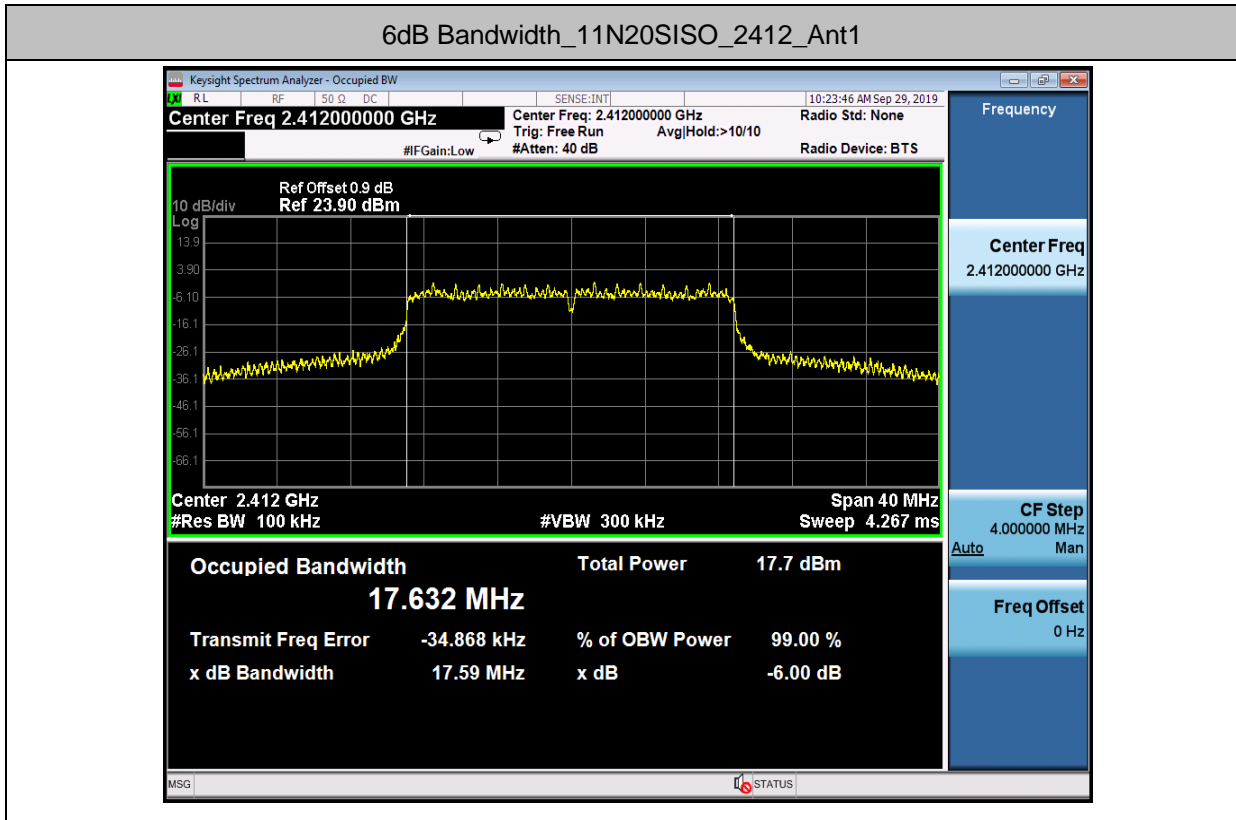 6dB Bandwidth_11N20SISO_2412_Ant1
Keysight Spectrum Analyzer - Occupied BW
LXI RL RF 50 Ω DC SENSE:INT 10:23:46 AM Sep 29, 2019
Center Freq 2.412000000 GHz
Center Freq: 2.412000000 GHz Radio Std: None
Trig: Free Run Avg|Hold:>10/10
#IFGain:Low #Atten: 40 dB Radio Device: BTS
Ref Offset 0.9 dB
10 dB/div Ref 23.90 dBm
Log
13.9
3.90
-6.10
-16.1
-26.1
-36.1
-46.1
-56.1
-66.1
Center 2.412 GHz Span 40 MHz
#Res BW 100 kHz #VBW 300 kHz Sweep 4.267 ms
Occupied Bandwidth Total Power 17.7 dBm
17.632 MHz
Transmit Freq Error -34.868 kHz % of OBW Power 99.00 %
x dB Bandwidth 17.59 MHz x dB -6.00 dB
Frequency
Center Freq
2.412000000 GHz
CF Step
4.000000 MHz
Auto Man
Freq Offset
0 Hz
MSG STATUS